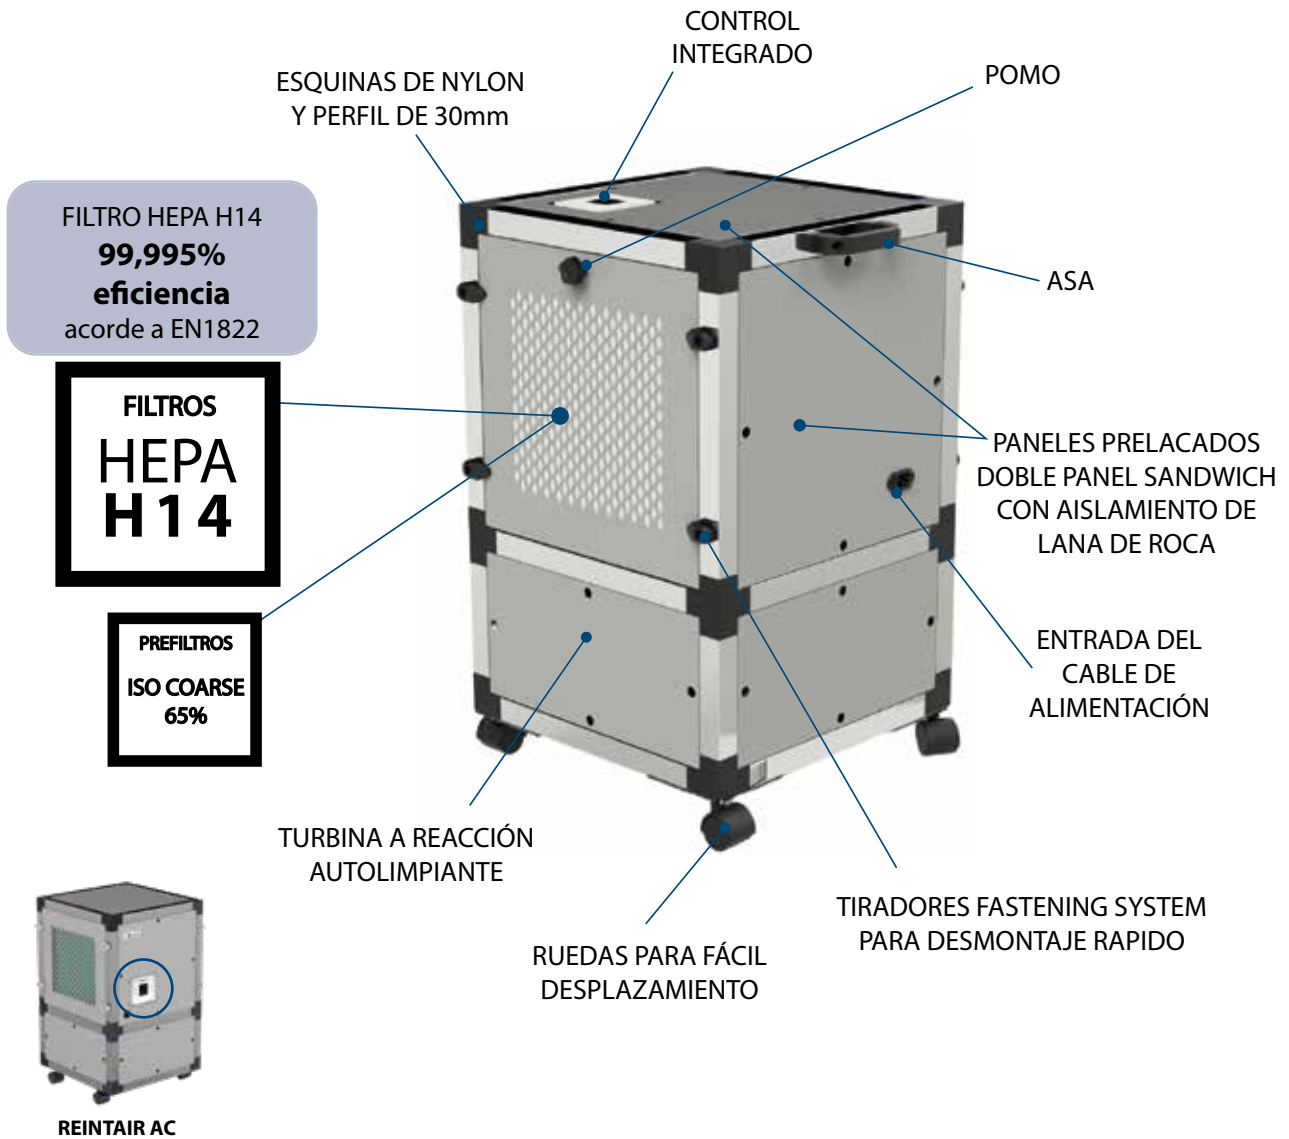 CONTROL
INTEGRADO
POMO
ESQUINAS DE NYLON
Y PERFIL DE 30mm
FILTRO HEPA H14
99,995%
eficiencia
acorde a EN1822
ASA
FILTROS
HEPA
H14
PANELES PRELACADOS
DOBLE PANEL SANDWICH
CON AISLAMIENTO DE
LANA DE ROCA
PREFILTROS
ISO COARSE
65%
ENTRADA DEL
CABLE DE
ALIMENTACIÓN
TURBINA A REACCIÓN
AUTOLIMPIANTE
TIRADORES FASTENING SYSTEM
PARA DESMONTAJE RAPIDO
RUEDAS PARA FÁCIL
DESPLAZAMIENTO
REINTAIR AC